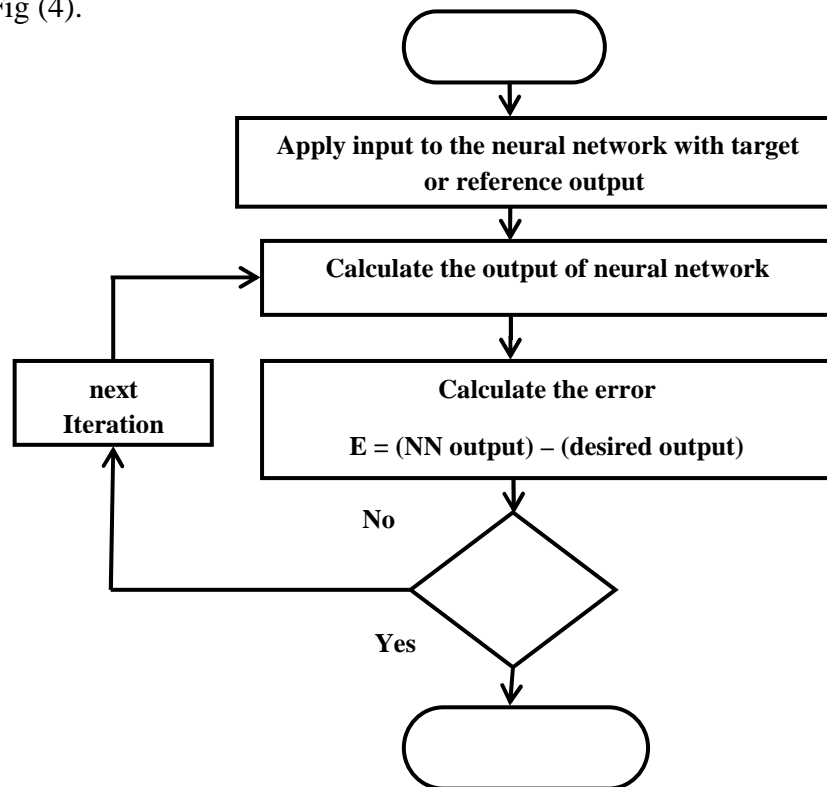 Fig (4).
Apply input to the neural network with target
or reference output
Calculate the output of neural network
next
Iteration
Calculate the error
E = (NN output) – (desired output)
No
Yes